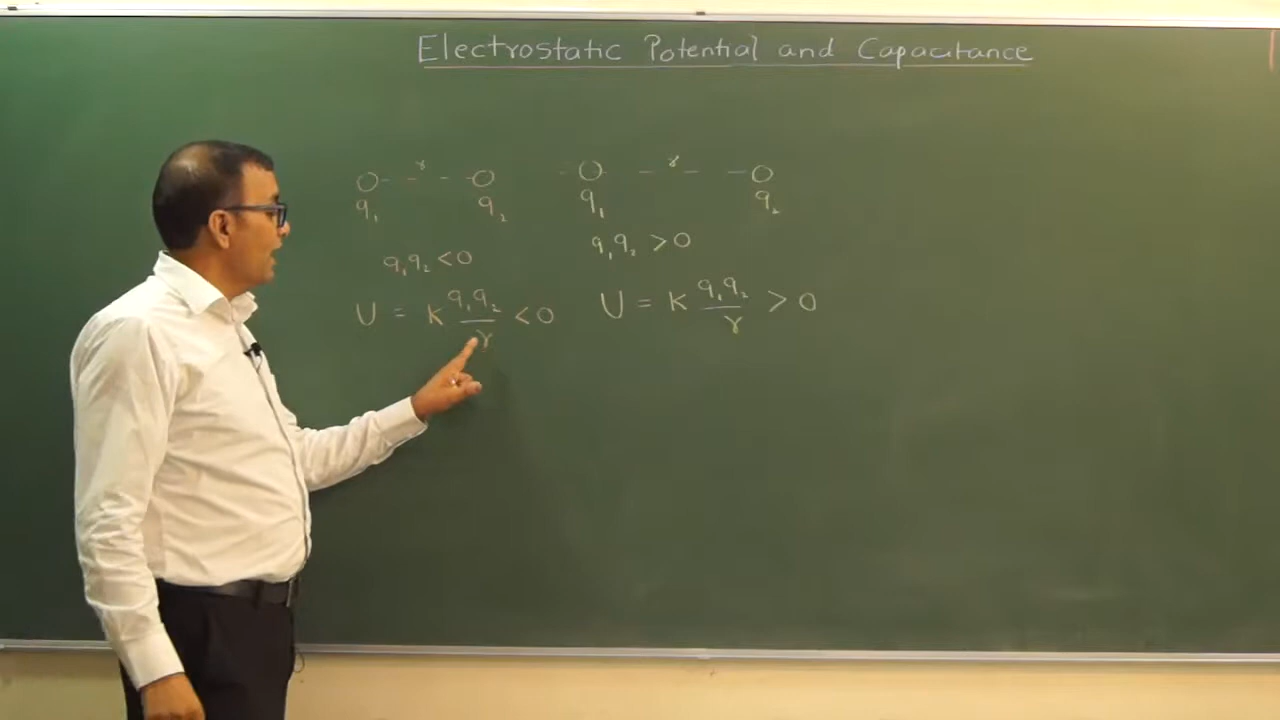 Electrostatic Potential and Capacitance
r r
q₁ q₂ q₁ q₂
q₁q₂ < 0 q₁q₂ > 0
U = K q₁q₂/r < 0 U = K q₁q₂/r > 0